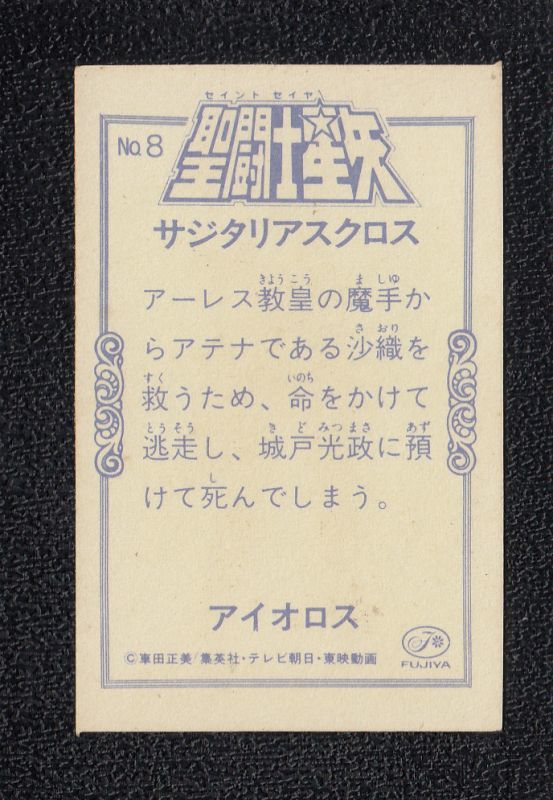 セイント セイヤ
No.8
聖闘士星矢
サジタリアスクロス
きようこう ま しゆ
アーレス教皇の魔手か
さ おり
らアテナである沙織を
すく いのち
救うため、命をかけて
とうそう き ど みつまさ あず
逃走し、城戸光政に預
し
けて死んでしまう。
アイオロス
©車田正美/集英社・テレビ朝日・東映動画
F
FUJIYA